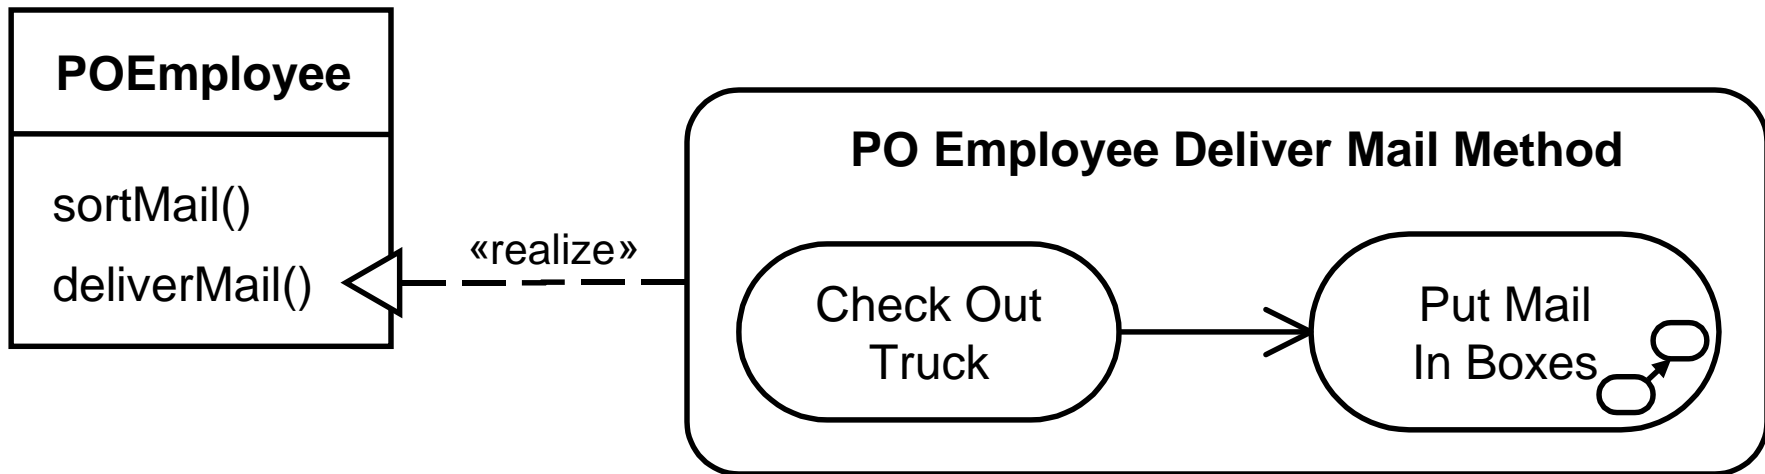 POEmployee
sortMail()
deliverMail()
«realize»
PO Employee Deliver Mail Method
Check Out
Truck
Put Mail
In Boxes